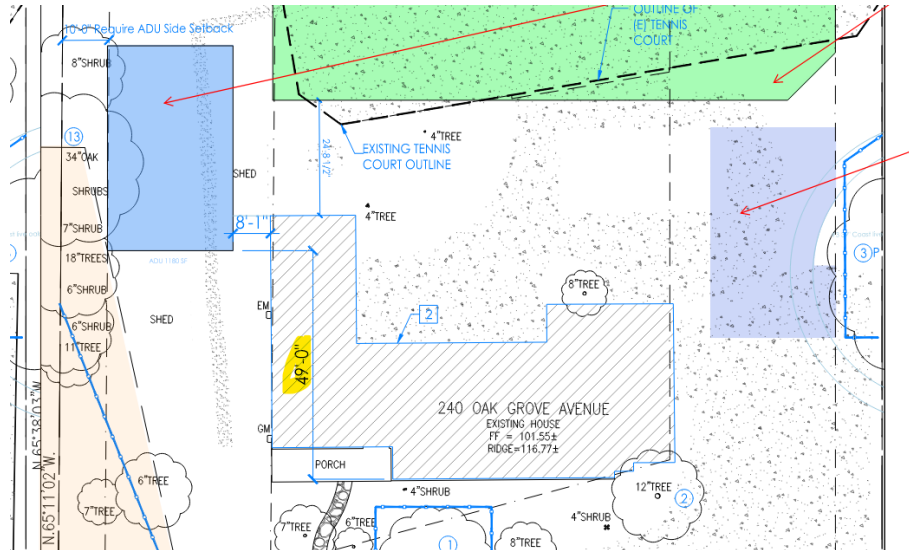 10'-0" Require ADU Side Setback
OUTLINE OF
(E) TENNIS
COURT
8"SHRUB
13
34"OAK
SHRUBS
7"SHRUB
18"TREES
6"SHRUB
6"SHRUB
11"TREE
SHED
SHED
4"TREE
EXISTING TENNIS
COURT OUTLINE
24'-8 1/2"
4"TREE
8'-1"
ADU 1180 SF
EM
GM
2
8"TREE
3
P
49'-0"
240 OAK GROVE AVENUE
EXISTING HOUSE
FF = 101.55±
RIDGE=116.77±
PORCH
N.65°38'03"W.
N.65°11'02"W.
6"TREE
7"TREE
4"SHRUB
12"TREE
2
4"SHRUB
7"TREE
6"TREE
1
8"TREE